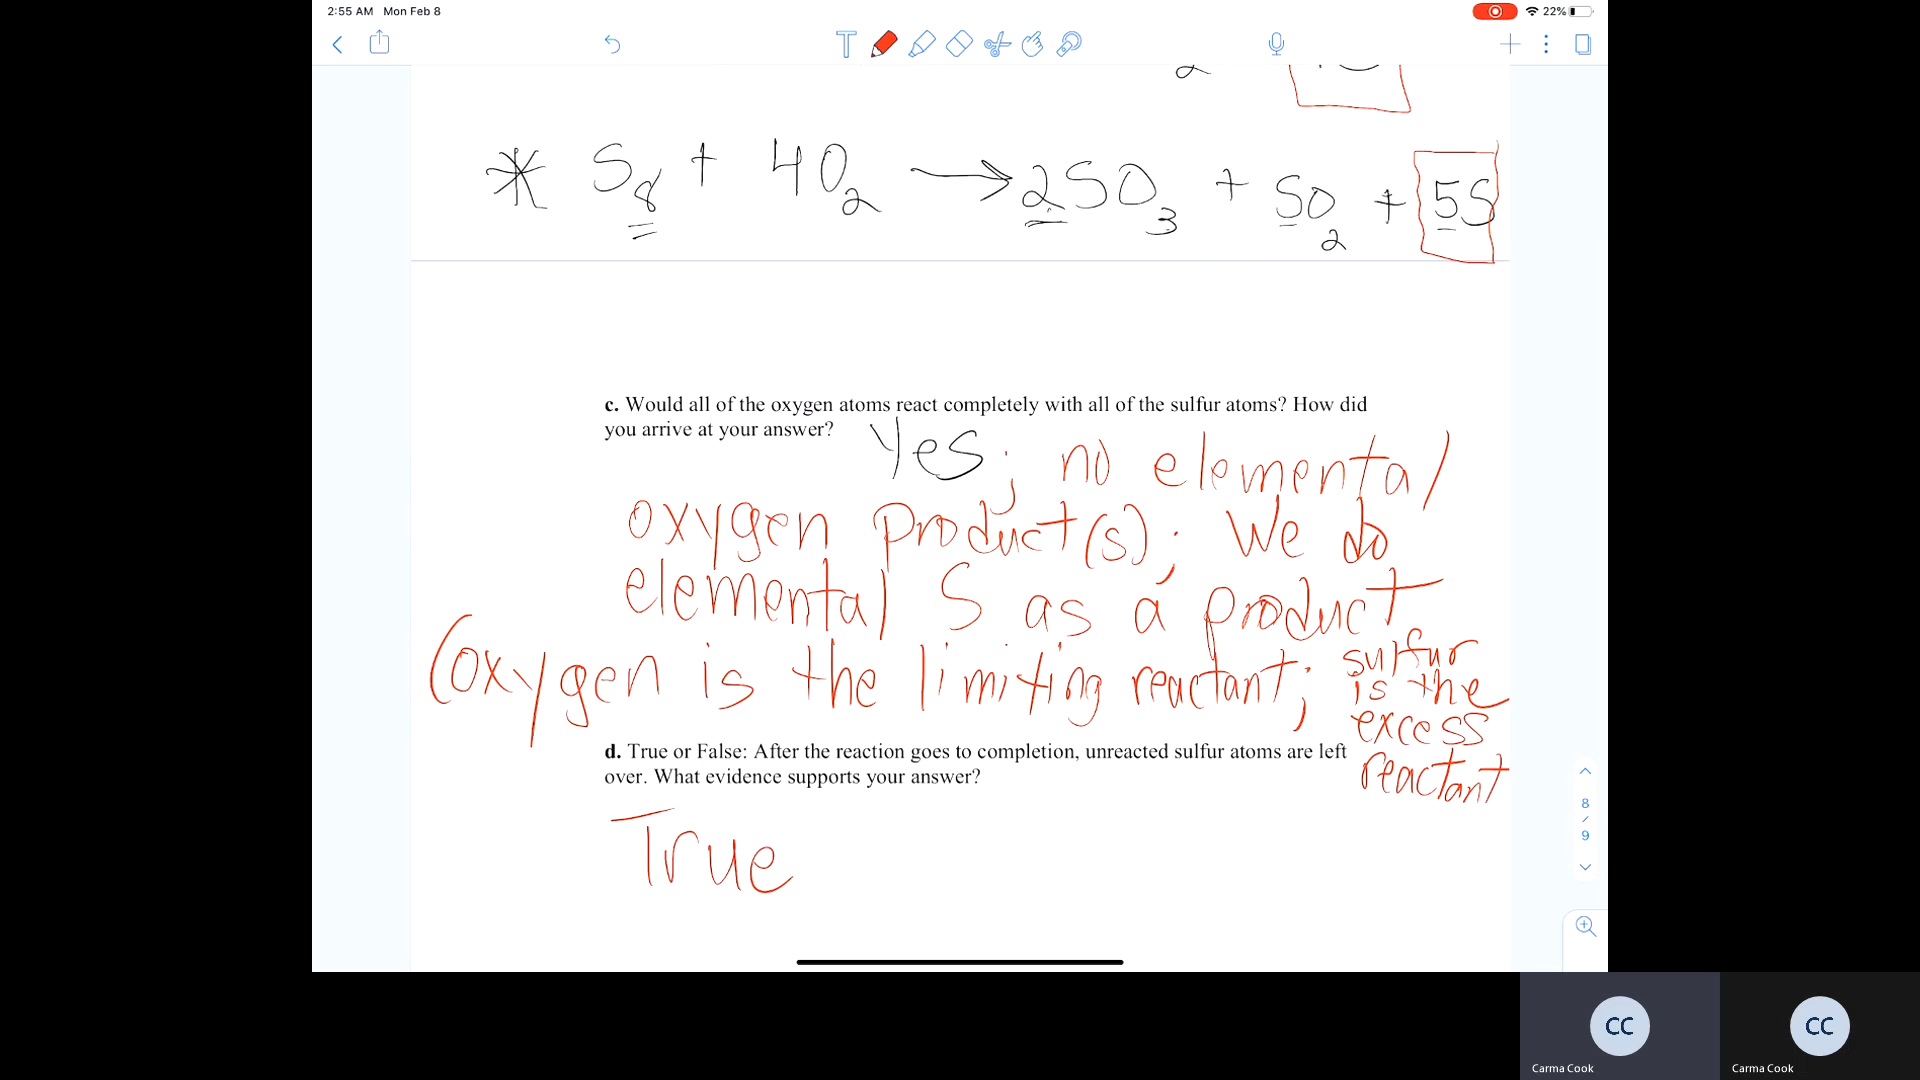 2:55 AM Mon Feb 8
22%
2
* S8 + 4O2 → 2SO3 + SO2 + 5S
c. Would all of the oxygen atoms react completely with all of the sulfur atoms? How did
you arrive at your answer?
Yes; no elemental
oxygen product(s); We do
elemental S as a product
(oxygen is the limiting reactant; sulfur
is the
excess
reactant
d. True or False: After the reaction goes to completion, unreacted sulfur atoms are left
over. What evidence supports your answer?
True
8
/
9
CC
Carma Cook
CC
Carma Cook